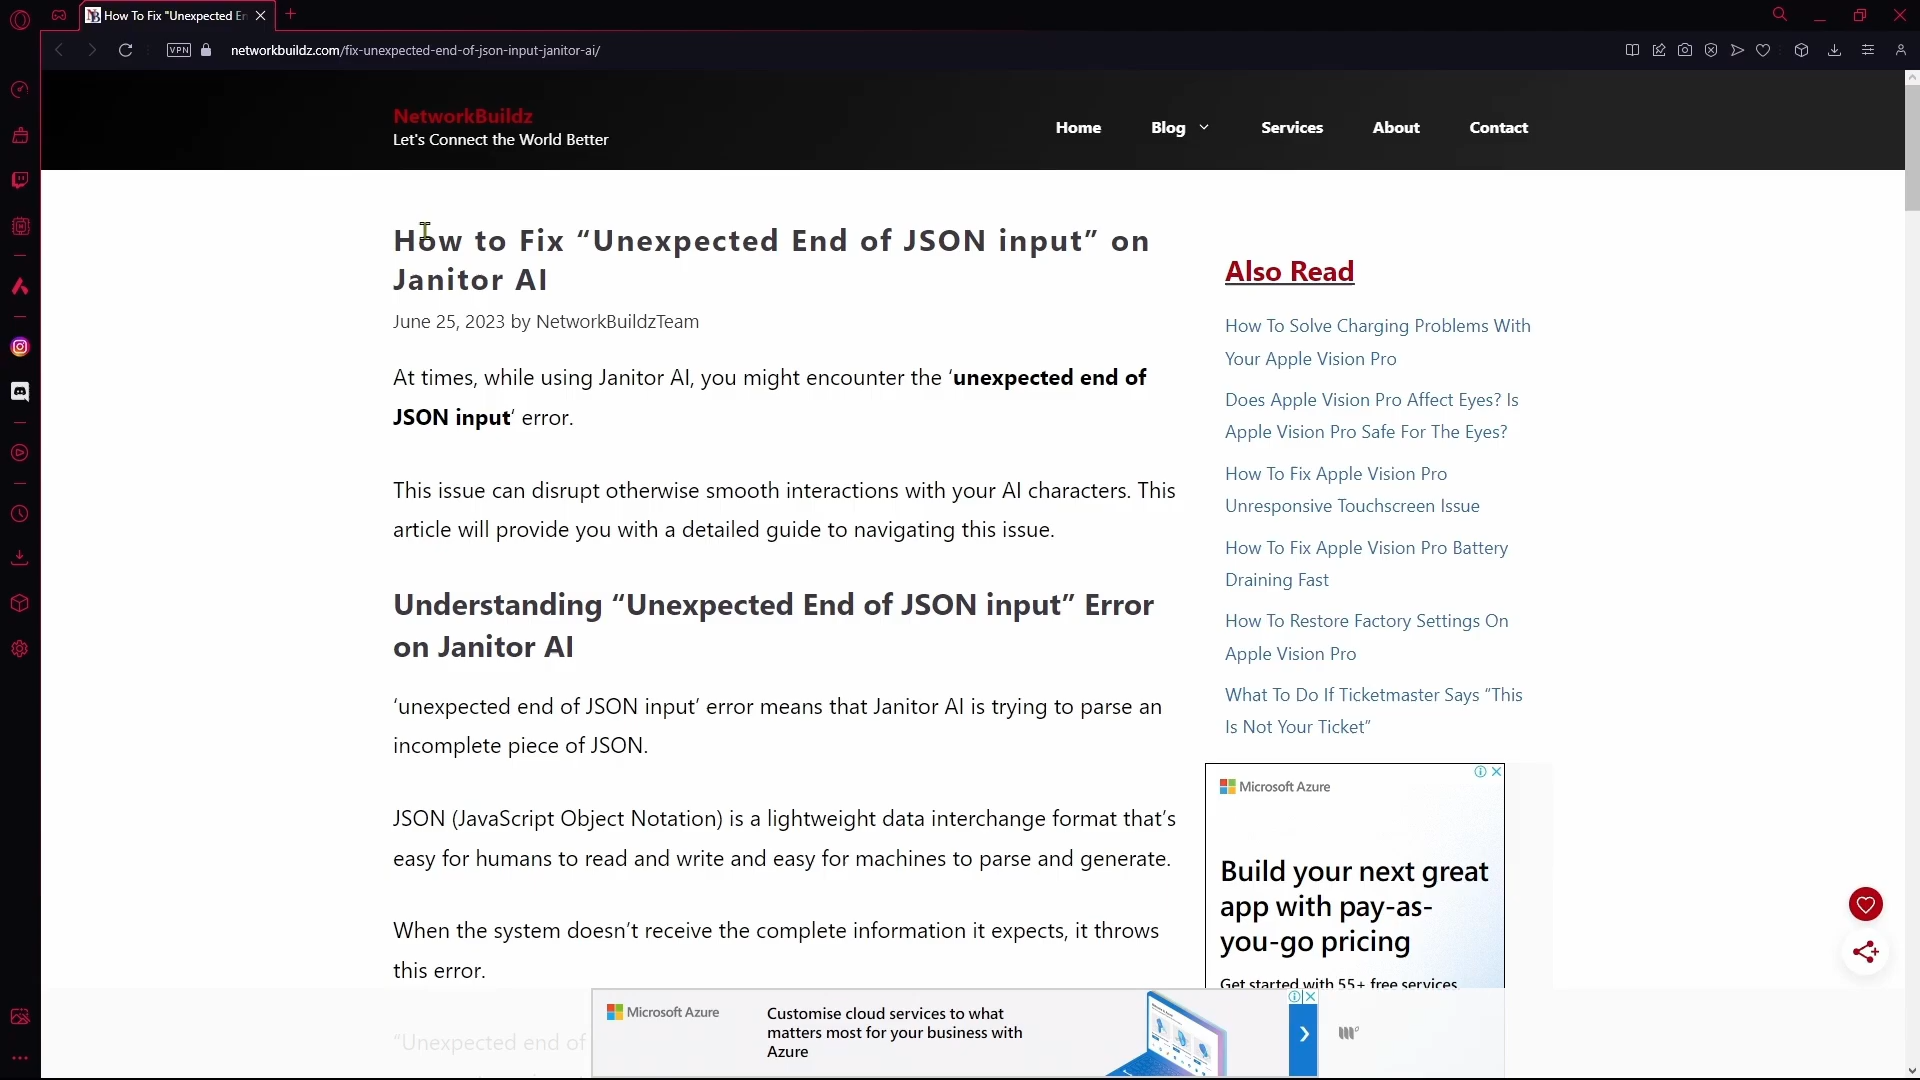 How To Fix "Unexpected En
VPN
networkbuildz.com/fix-unexpected-end-of-json-input-janitor-ai/
NetworkBuildz
Let's Connect the World Better
Home
Blog
Services
About
Contact
How to Fix “Unexpected End of JSON input” on
Janitor AI
June 25, 2023 by NetworkBuildzTeam
At times, while using Janitor AI, you might encounter the ‘unexpected end of
JSON input‘ error.
This issue can disrupt otherwise smooth interactions with your AI characters. This
article will provide you with a detailed guide to navigating this issue.
Understanding “Unexpected End of JSON input” Error
on Janitor AI
‘unexpected end of JSON input’ error means that Janitor AI is trying to parse an
incomplete piece of JSON.
JSON (JavaScript Object Notation) is a lightweight data interchange format that’s
easy for humans to read and write and easy for machines to parse and generate.
When the system doesn’t receive the complete information it expects, it throws
this error.
“Unexpected end of
Also Read
How To Solve Charging Problems With
Your Apple Vision Pro
Does Apple Vision Pro Affect Eyes? Is
Apple Vision Pro Safe For The Eyes?
How To Fix Apple Vision Pro
Unresponsive Touchscreen Issue
How To Fix Apple Vision Pro Battery
Draining Fast
How To Restore Factory Settings On
Apple Vision Pro
What To Do If Ticketmaster Says “This
Is Not Your Ticket”
Microsoft Azure
Build your next great
app with pay-as-
you-go pricing
Get started with 55+ free services
Microsoft Azure
Customise cloud services to what
matters most for your business with
Azure